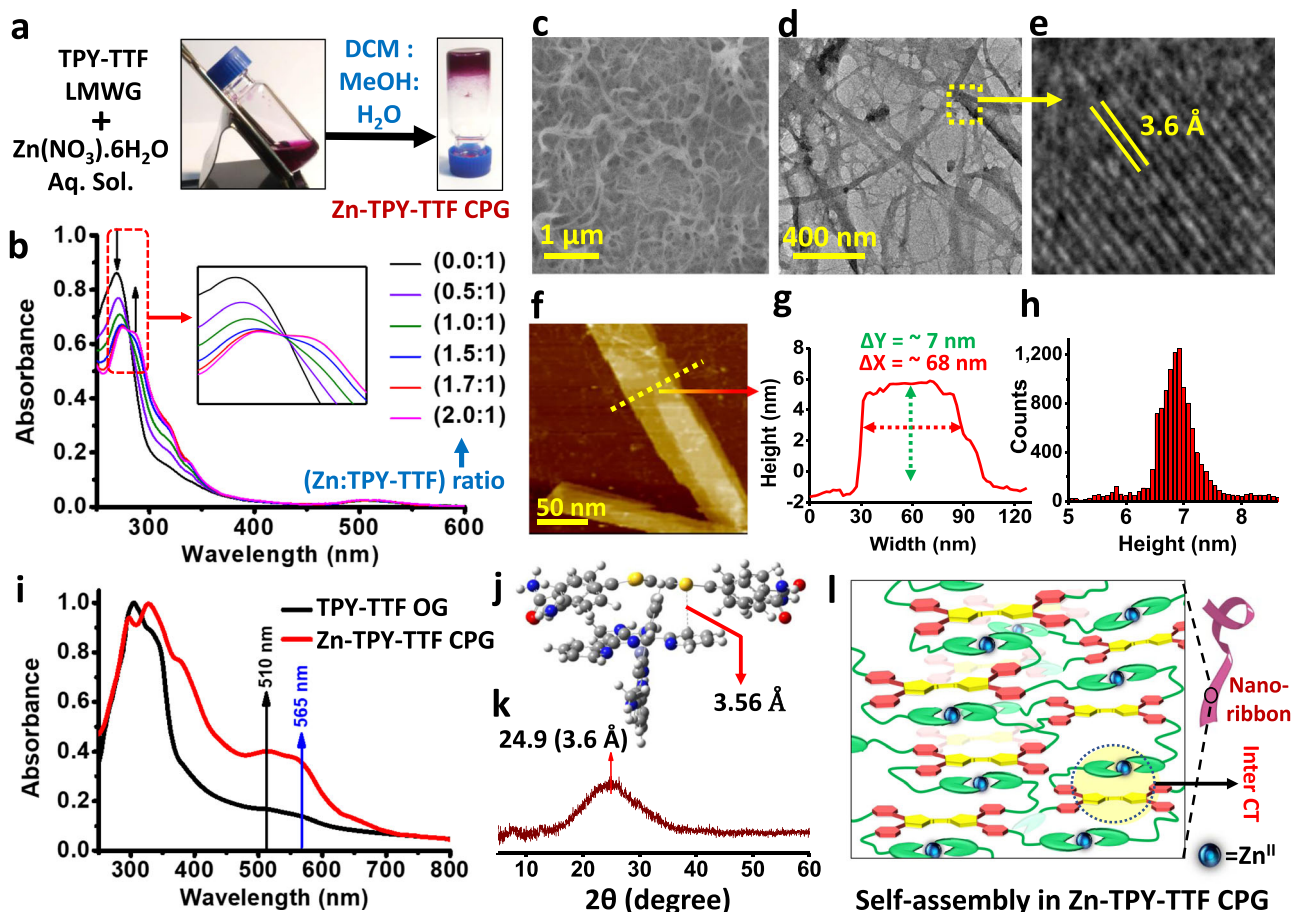 a
TPY-TTF
LMWG
+
Zn(NO₃).6H₂O
Aq. Sol.
DCM :
MeOH:
H₂O
Zn-TPY-TTF CPG
b
Absorbance
1.0
0.8
0.6
0.4
0.2
0.0
(0.0:1)
(0.5:1)
(1.0:1)
(1.5:1)
(1.7:1)
(2.0:1)
(Zn:TPY-TTF) ratio
300 400 500 600
Wavelength (nm)
c
1 μm
d
400 nm
e
3.6 Å
f
50 nm
g
ΔY = ~ 7 nm
ΔX = ~ 68 nm
Height (nm)
8
6
4
2
0
-2
0 30 60 90 120
Width (nm)
h
Counts
1,200
800
400
0
5 6 7 8
Height (nm)
i
TPY-TTF OG
Zn-TPY-TTF CPG
510 nm
565 nm
Absorbance
1.0
0.8
0.6
0.4
0.2
0.0
300 400 500 600 700 800
Wavelength (nm)
j
3.56 Å
k
24.9 (3.6 Å)
10 20 30 40 50 60
2θ (degree)
l
Nano-
ribbon
Inter CT
=Znᴵᴵ
Self-assembly in Zn-TPY-TTF CPG